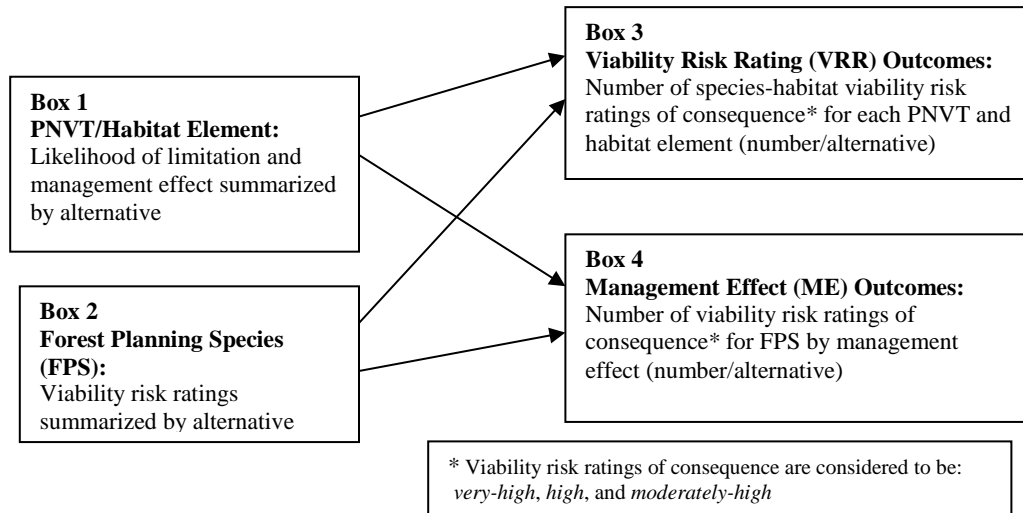 Box 1
PNVT/Habitat Element:
Likelihood of limitation and
management effect summarized
by alternative
Box 2
Forest Planning Species
(FPS):
Viability risk ratings
summarized by alternative
Box 3
Viability Risk Rating (VRR) Outcomes:
Number of species-habitat viability risk
ratings of consequence* for each PNVT and
habitat element (number/alternative)
Box 4
Management Effect (ME) Outcomes:
Number of viability risk ratings of
consequence* for FPS by management
effect (number/alternative)
* Viability risk ratings of consequence are considered to be:
very-high, high, and moderately-high